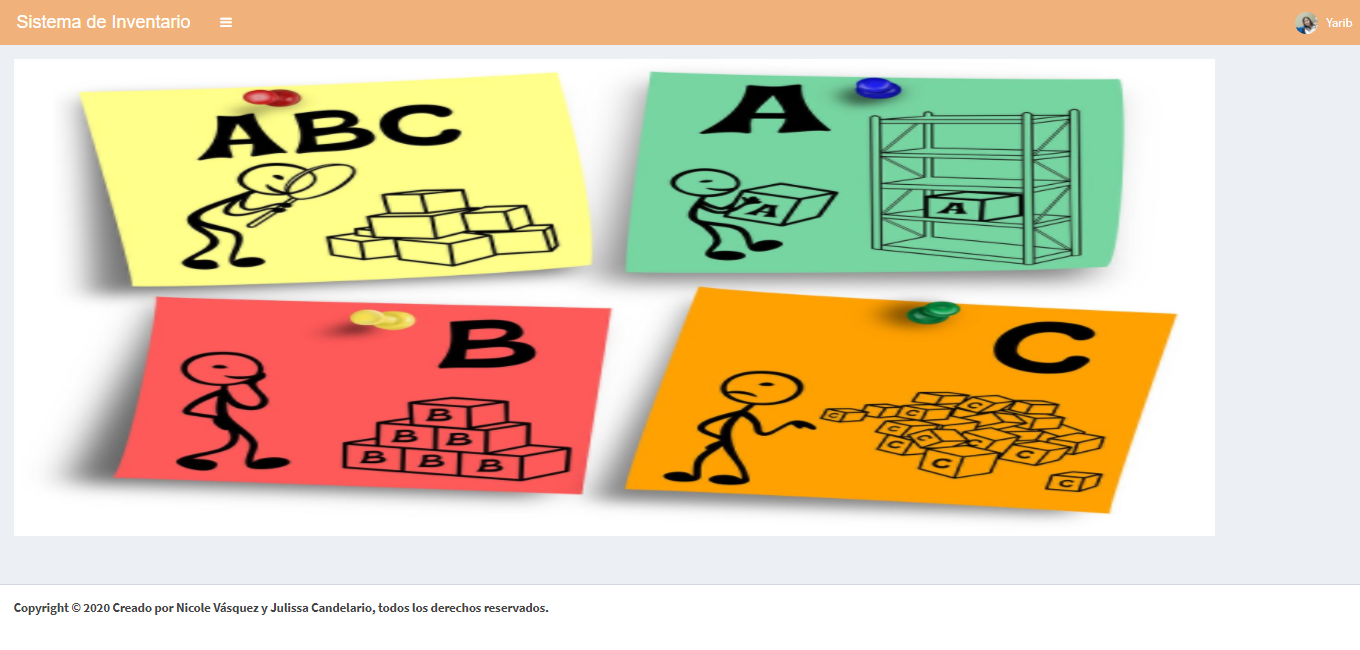 Sistema de Inventario
Yarib
ABC
A
A
A
B
B
B B
B B B
C
C
C
C
C
C
C
C
C
C
C
Copyright © 2020 Creado por Nicole Vásquez y Julissa Candelario, todos los derechos reservados.